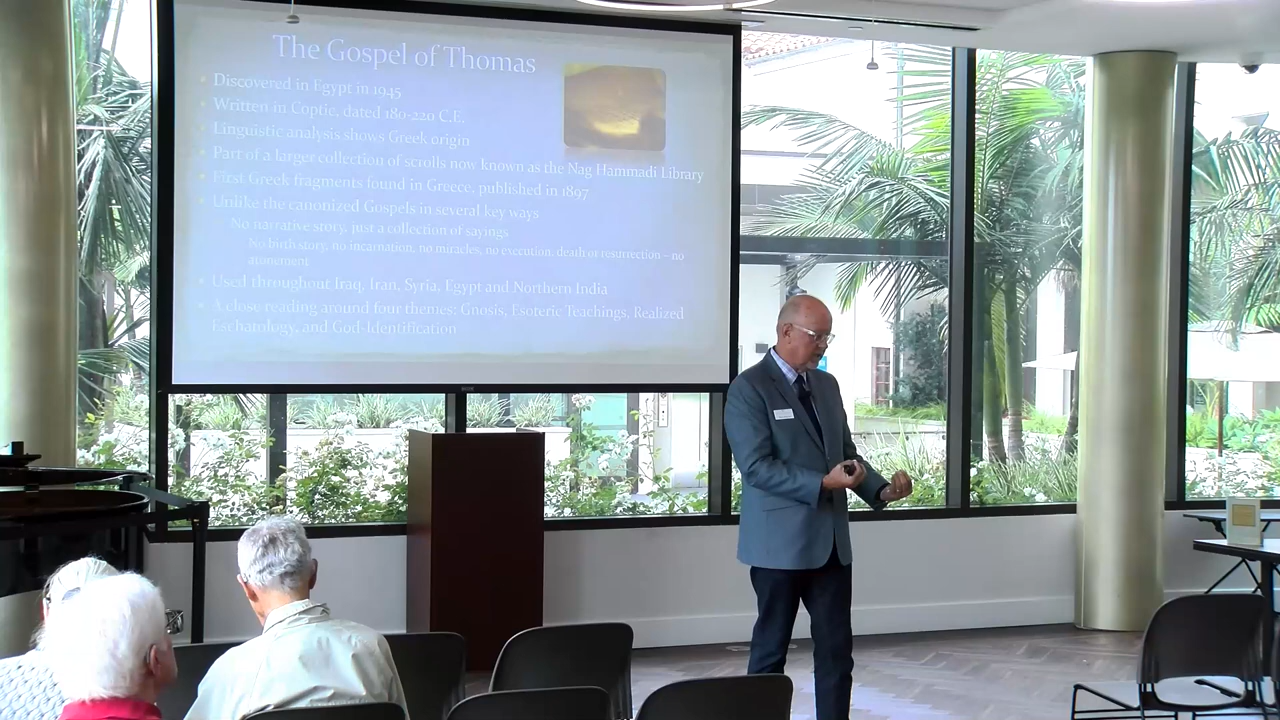 The Gospel of Thomas
Discovered in Egypt in 1945
Written in Coptic, dated 180-220 C.E.
Linguistic analysis shows Greek origin
Part of a larger collection of scrolls now known as the Nag Hammadi Library
First Greek fragments found in Greece, published in 1897
Unlike the canonized Gospels in several key ways
No narrative story, just a collection of sayings
No birth story, no incarnation, no miracles, no execution, death or resurrection – no
atonement
Used throughout Iraq, Iran, Syria, Egypt and Northern India
A close reading around four themes: Gnosis, Esoteric Teachings, Realized
Eschatology, and God-Identification